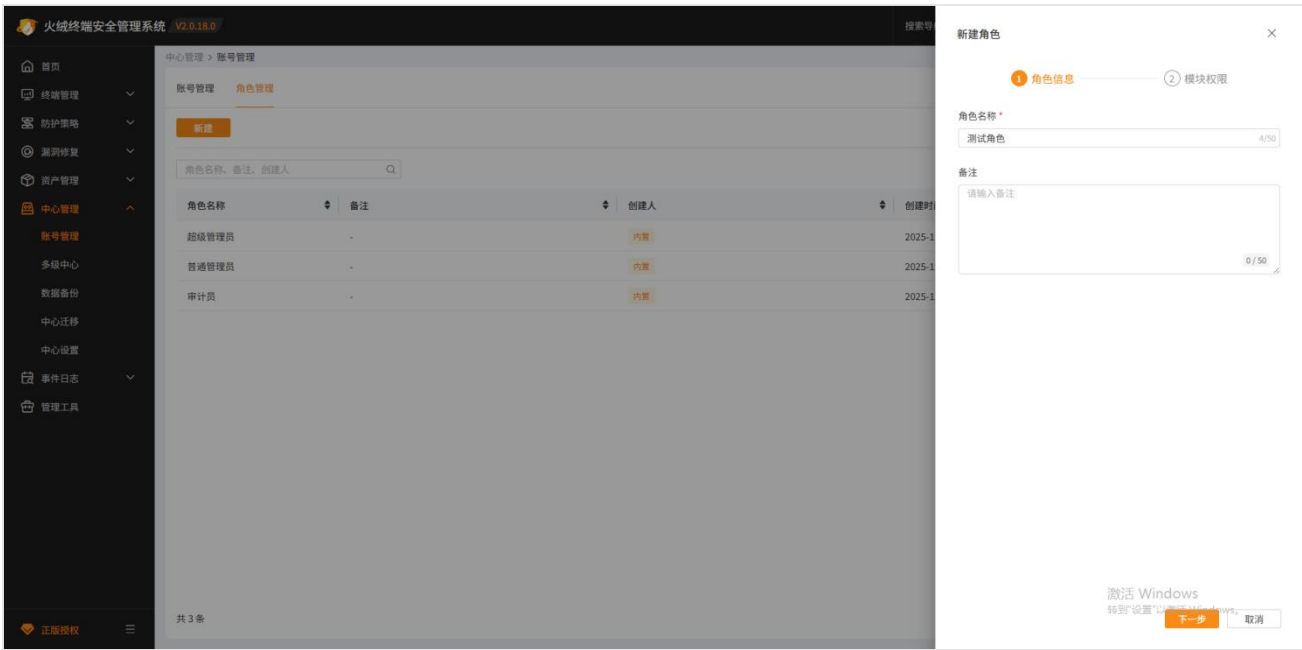 火绒终端安全管理系统 V2.0.18.0
搜索导
首页
终端管理
防护策略
漏洞修复
资产管理
中心管理
账号管理
多级中心
数据备份
中心迁移
中心设置
事件日志
管理工具
正版授权
中心管理 > 账号管理
账号管理 角色管理
新建
角色名称、备注、创建人
角色名称 备注 创建人 创建时
超级管理员 - 内置 2025-1
普通管理员 - 内置 2025-1
审计员 - 内置 2025-1
共 3 条
新建角色
1 角色信息 2 模块权限
角色名称 *
测试角色 4/50
备注
请输入备注
0 / 50
激活 Windows
转到"设置"以激活 Windows。
下一步 取消